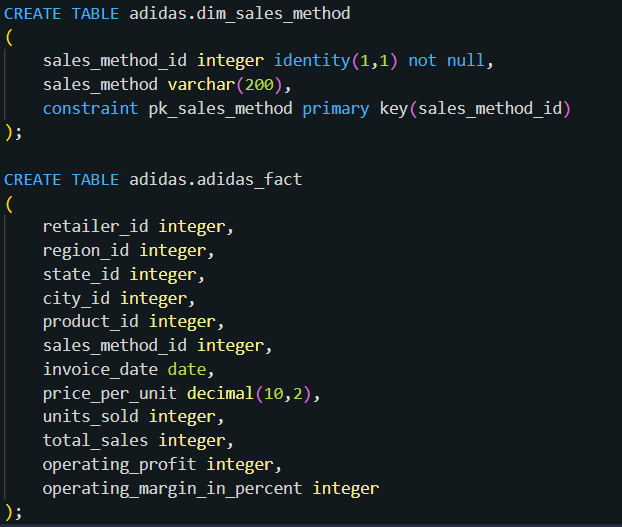 CREATE TABLE adidas.dim_sales_method
(
sales_method_id integer identity(1,1) not null,
sales_method varchar(200),
constraint pk_sales_method primary key(sales_method_id)
);
CREATE TABLE adidas.adidas_fact
(
retailer_id integer,
region_id integer,
state_id integer,
city_id integer,
product_id integer,
sales_method_id integer,
invoice_date date,
price_per_unit decimal(10,2),
units_sold integer,
total_sales integer,
operating_profit integer,
operating_margin_in_percent integer
);